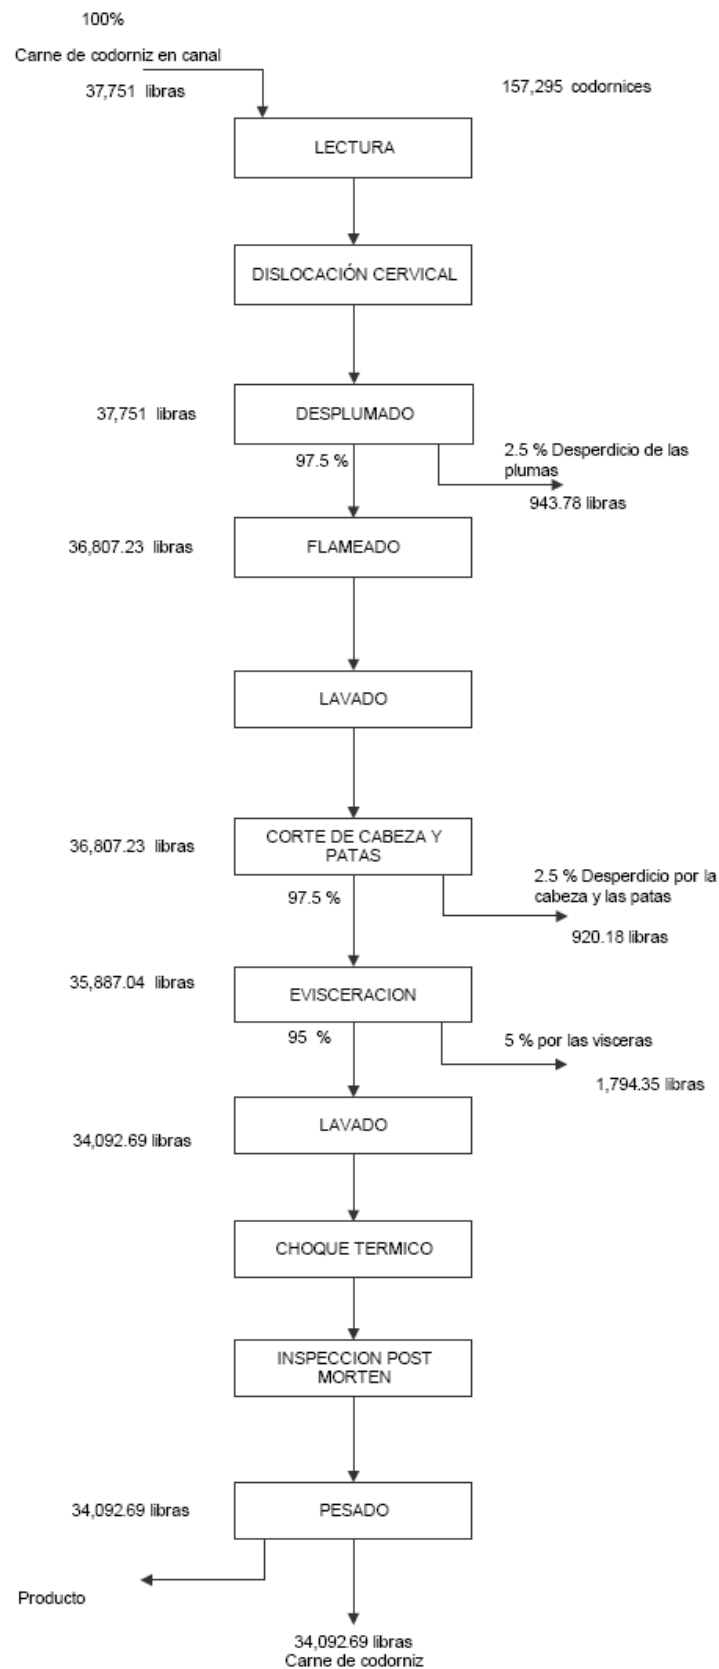 100%
Carne de codorniz en canal
37,751 libras
157,295 codornices
LECTURA
DISLOCACIÓN CERVICAL
37,751 libras
DESPLUMADO
97.5 %
2.5 % Desperdicio de las
plumas
943.78 libras
36,807.23 libras
FLAMEADO
LAVADO
36,807.23 libras
CORTE DE CABEZA Y
PATAS
97.5 %
2.5 % Desperdicio por la
cabeza y las patas
920.18 libras
35,887.04 libras
EVISCERACION
95 %
5 % por las visceras
1,794.35 libras
34,092.69 libras
LAVADO
CHOQUE TERMICO
INSPECCION POST
MORTEN
34,092.69 libras
PESADO
Producto
34,092.69 libras
Carne de codorniz